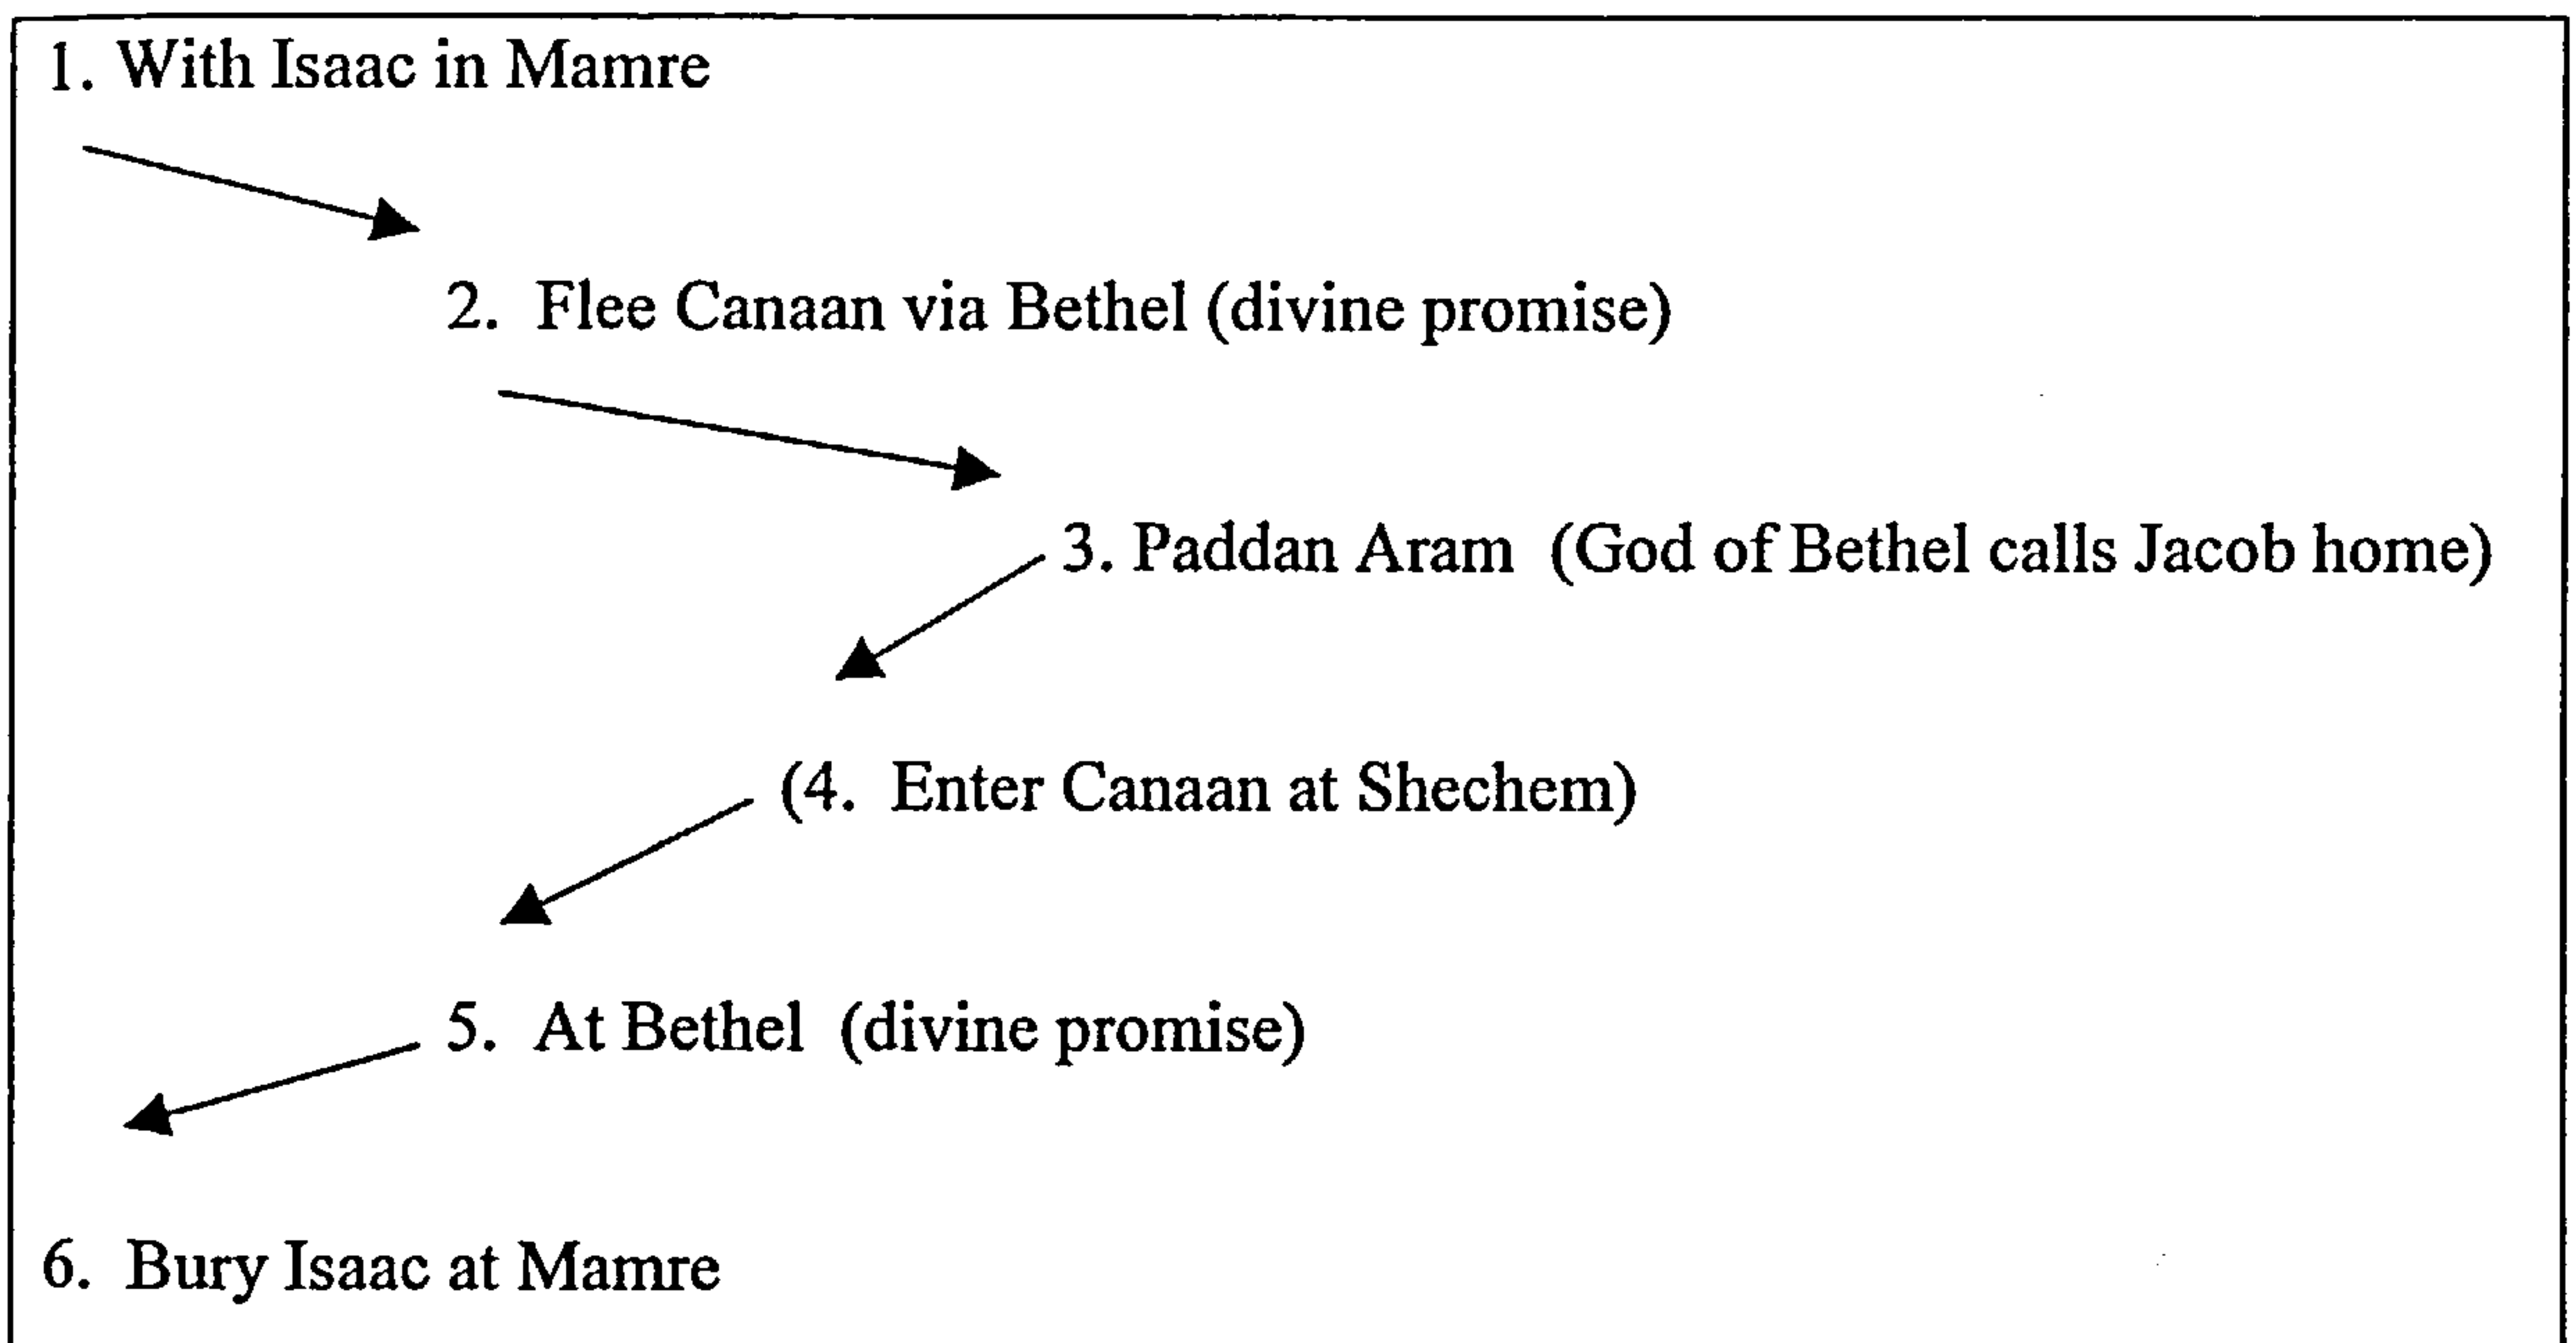 1. With Isaac in Mamre
2. Flee Canaan via Bethel (divine promise)
3. Paddan Aram (God of Bethel calls Jacob home)
(4. Enter Canaan at Shechem)
5. At Bethel (divine promise)
6. Bury Isaac at Mamre